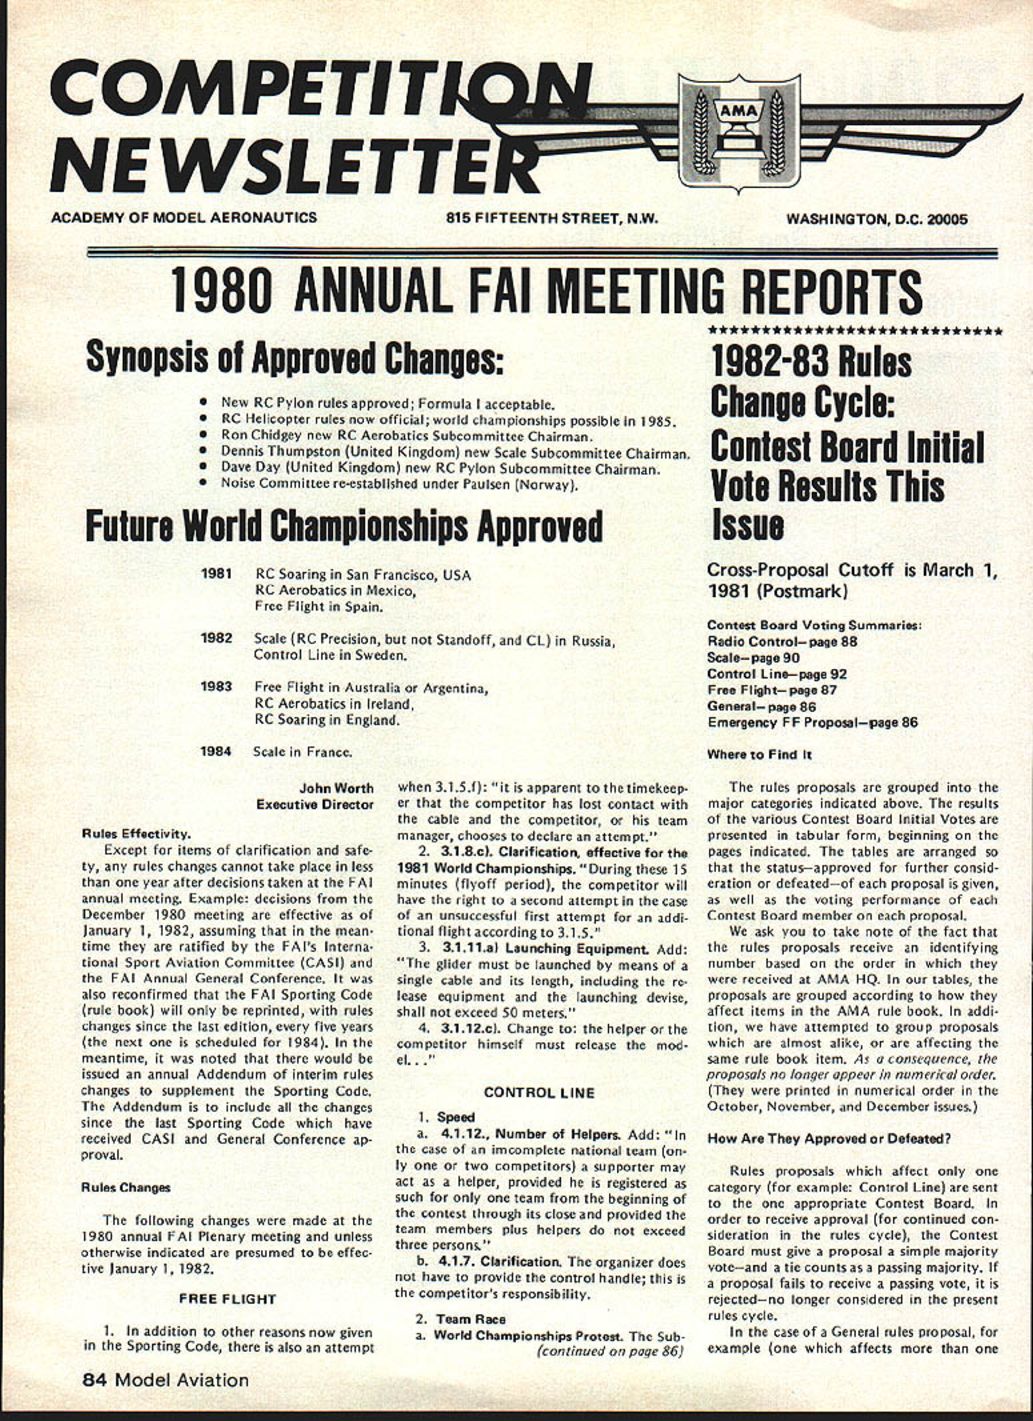 COMPETITION
NEWSLETTER
AMA
ACADEMY OF MODEL AERONAUTICS
815 FIFTEENTH STREET, N.W.
WASHINGTON, D.C. 20005
1980 ANNUAL FAI MEETING REPORTS
Synopsis of Approved Changes:
• New RC Pylon rules approved; Formula I acceptable.
• RC Helicopter rules now official; world championships possible in 1985.
• Ron Chidgey new RC Aerobatics Subcommittee Chairman.
• Dennis Thumpston (United Kingdom) new Scale Subcommittee Chairman.
• Dave Day (United Kingdom) new RC Pylon Subcommittee Chairman.
• Noise Committee re-established under Paulsen (Norway).
Future World Championships Approved
1981 RC Soaring in San Francisco, USA
RC Aerobatics in Mexico,
Free Flight in Spain.
1982 Scale (RC Precision, but not Standoff, and CL) in Russia,
Control Line in Sweden.
1983 Free Flight in Australia or Argentina,
RC Aerobatics in Ireland,
RC Soaring in England.
1984 Scale in France.
John Worth
Executive Director
Rules Effectivity.
Except for items of clarification and safe-
ty, any rules changes cannot take place in less
than one year after decisions taken at the FAI
annual meeting. Example: decisions from the
December 1980 meeting are effective as of
January 1, 1982, assuming that in the mean-
time they are ratified by the FAI's Interna-
tional Sport Aviation Committee (CASI) and
the FAI Annual General Conference. It was
also reconfirmed that the FAI Sporting Code
(rule book) will only be reprinted, with rules
changes since the last edition, every five years
(the next one is scheduled for 1984). In the
meantime, it was noted that there would be
issued an annual Addendum of interim rules
changes to supplement the Sporting Code.
The Addendum is to include all the changes
since the last Sporting Code which have
received CASI and General Conference ap-
proval.
Rules Changes
The following changes were made at the
1980 annual FAI Plenary meeting and unless
otherwise indicated are presumed to be effec-
tive January 1, 1982.
FREE FLIGHT
1. In addition to other reasons now given
in the Sporting Code, there is also an attempt
when 3.1.5.f): "it is apparent to the timekeep-
er that the competitor has lost contact with
the cable and the competitor, or his team
manager, chooses to declare an attempt."
2. 3.1.8.c). Clarification, effective for the
1981 World Championships. "During these 15
minutes (flyoff period), the competitor will
have the right to a second attempt in the case
of an unsuccessful first attempt for an addi-
tional flight according to 3.1.5."
3. 3.1.11.a) Launching Equipment. Add:
"The glider must be launched by means of a
single cable and its length, including the re-
lease equipment and the launching devise,
shall not exceed 50 meters."
4. 3.1.12.c). Change to: the helper or the
competitor himself must release the mod-
el. . ."
CONTROL LINE
1. Speed
a. 4.1.12., Number of Helpers. Add: "In
the case of an imcomplete national team (on-
ly one or two competitors) a supporter may
act as a helper, provided he is registered as
such for only one team from the beginning of
the contest through its close and provided the
team members plus helpers do not exceed
three persons."
b. 4.1.7. Clarification. The organizer does
not have to provide the control handle; this is
the competitor's responsibility.
2. Team Race
a. World Championships Protest. The Sub-
(continued on page 86)
1982-83 Rules
Change Cycle:
Contest Board Initial
Vote Results This
Issue
Cross-Proposal Cutoff is March 1,
1981 (Postmark)
Contest Board Voting Summaries:
Radio Control—page 88
Scale—page 90
Control Line—page 92
Free Flight—page 87
General—page 86
Emergency FF Proposal—page 86
Where to Find It
The rules proposals are grouped into the
major categories indicated above. The results
of the various Contest Board Initial Votes are
presented in tabular form, beginning on the
pages indicated. The tables are arranged so
that the status—approved for further consid-
eration or defeated—of each proposal is given,
as well as the voting performance of each
Contest Board member on each proposal.
We ask you to take note of the fact that
the rules proposals receive an identifying
number based on the order in which they
were received at AMA HQ. In our tables, the
proposals are grouped according to how they
affect items in the AMA rule book. In addi-
tion, we have attempted to group proposals
which are almost alike, or are affecting the
same rule book item. As a consequence, the
proposals no longer appear in numerical order.
(They were printed in numerical order in the
October, November, and December issues.)
How Are They Approved or Defeated?
Rules proposals which affect only one
category (for example: Control Line) are sent
to the one appropriate Contest Board. In
order to receive approval (for continued con-
sideration in the rules cycle), the Contest
Board must give a proposal a simple majority
vote—and a tie counts as a passing majority. If
a proposal fails to receive a passing vote, it is
rejected—no longer considered in the present
rules cycle.
In the case of a General rules proposal, for
example (one which affects more than one
84 Model Aviation